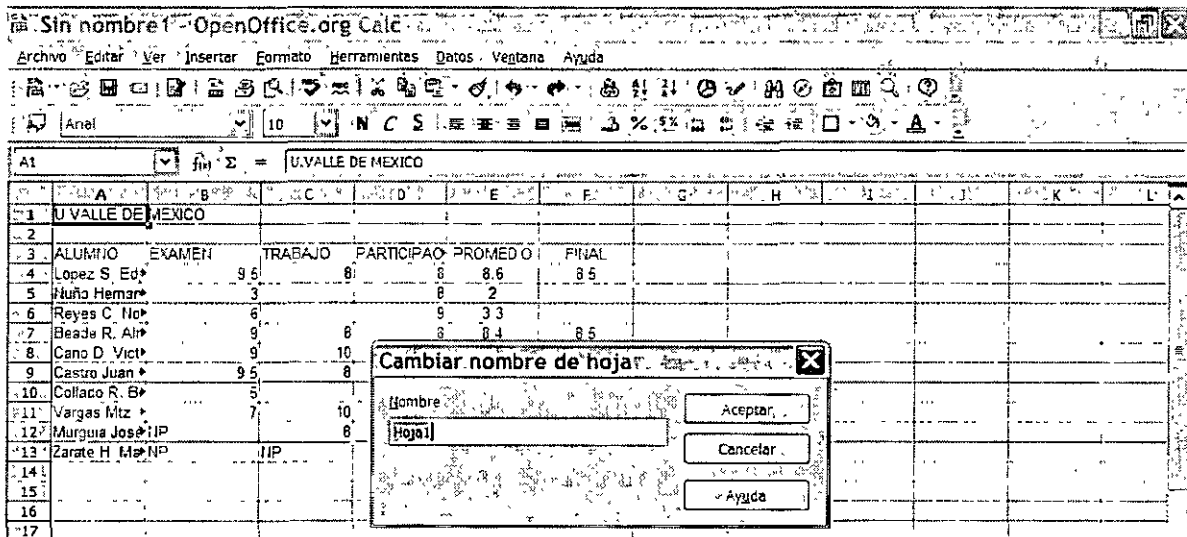 Sin nombre1 - OpenOffice.org Calc
Archivo Editar Ver Insertar Formato Herramientas Datos Ventana Ayuda
Arial 10 N C S
A1 f(x) Σ = U.VALLE DE MEXICO
A B C D E F G H I J K L
1 U VALLE DE MEXICO
2
3 ALUMNO EXAMEN TRABAJO PARTICIPAC PROMEDIO FINAL
4 Lopez S. Ed 9 5 8 8 8.6 8 5
5 Nuño Hernar 3 8 2
6 Reyes C No 6 9 3 3
7 Beade R. Alr 9 8 8 8 4 8 5
8 Cano D Vict 9 10
9 Castro Juan 9 5 8
10 Collaco R. B 5
11 Vargas Mtz 7 10
12 Murguia José NP 8
13 Zarate H Ma NP NP
14
15
16
17
Cambiar nombre de hoja
Nombre
Hoja1
Aceptar
Cancelar
Ayuda